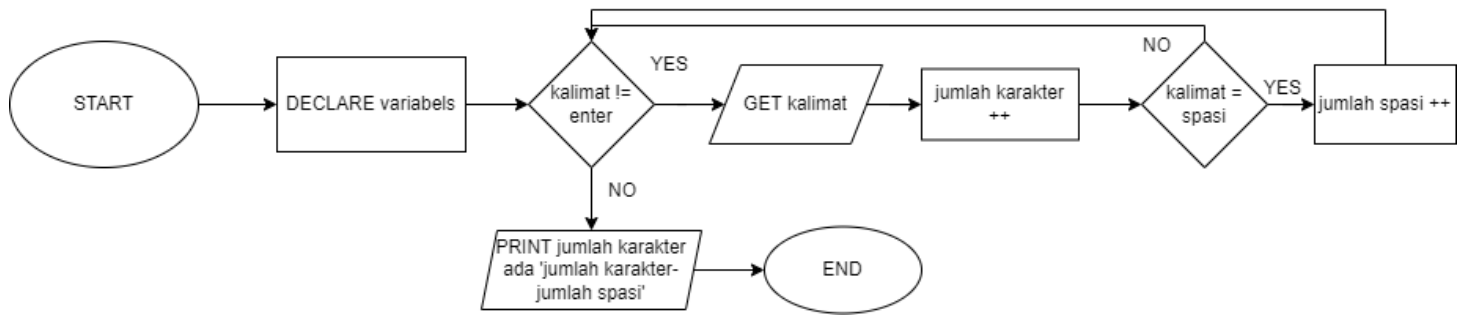 START
DECLARE variabels
kalimat !=
enter
YES
GET kalimat
jumlah karakter
++
NO
kalimat =
spasi
YES
jumlah spasi ++
NO
PRINT jumlah karakter
ada 'jumlah karakter-
jumlah spasi'
END